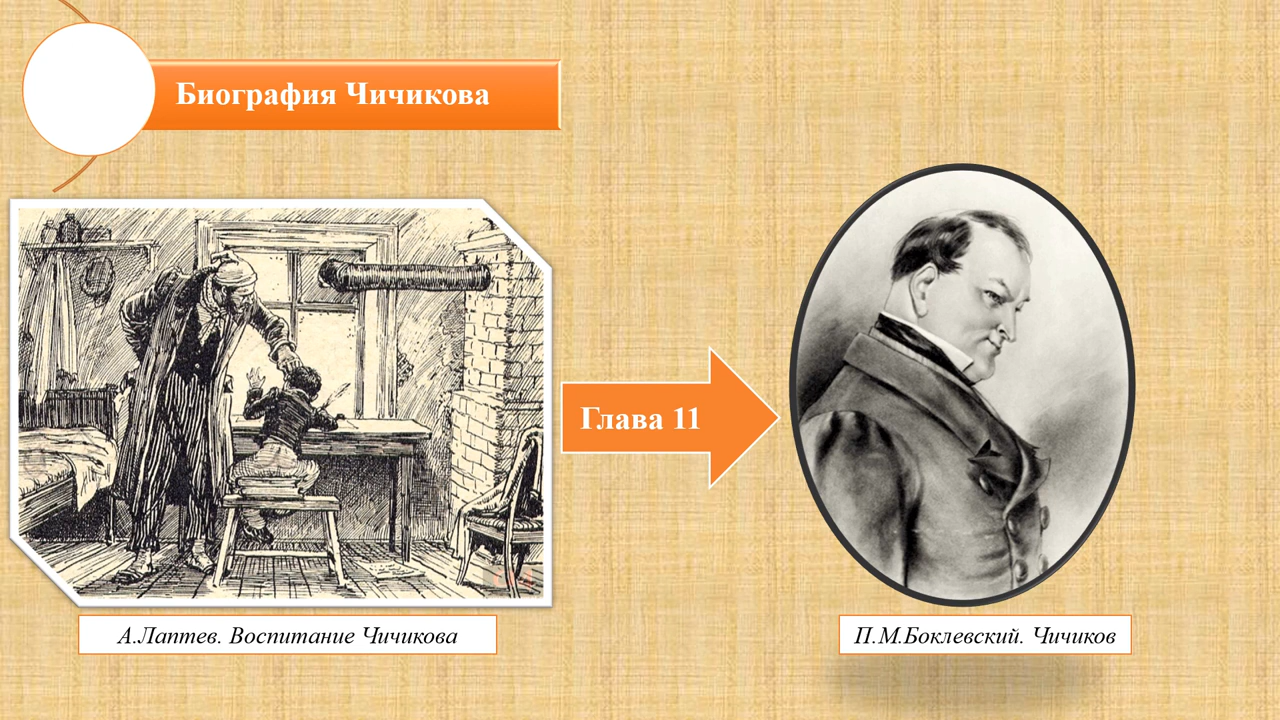 Биография Чичикова
Глава 11
А.Лаптев. Воспитание Чичикова
П.М.Боклевский. Чичиков